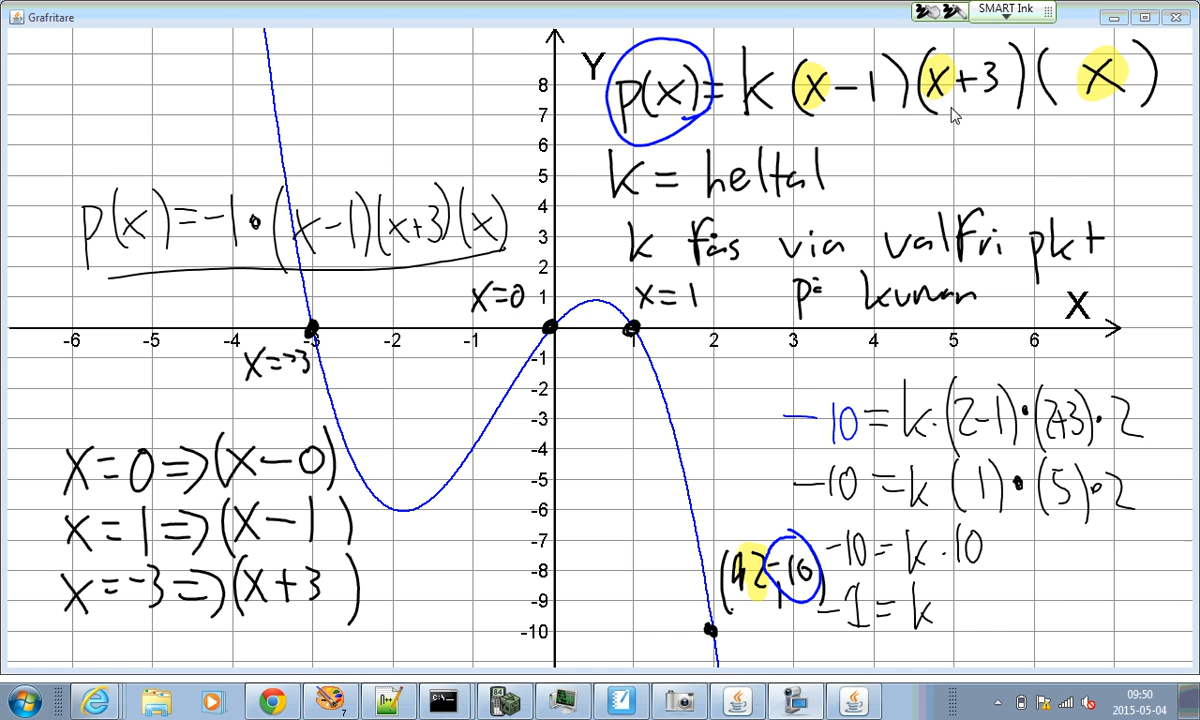 Grafritare
SMART Ink
Y
p(x) = k (x-1)(x+3)( x )
k = heltal
p(x) = -1 • (x-1)(x+3)(x)
k fås via valfri pkt
på kurvan
x=0
x=1
X
8
7
6
5
4
3
2
1
-6 -5 -4 -3 -2 1 2 3 4 5 6
-1
-2
-3
-4
-5
-6
-7
-8
-9
-10
x=-3
-10 = k·(2-1)·(2+3)·2
-10 = k (1)·(5)·2
-10 = k·10
-1 = k
x=0 => (x-0)
x=1 => (x-1)
x=-3 => (x+3)
2, -10)
7
N++
09:50
2015-05-04